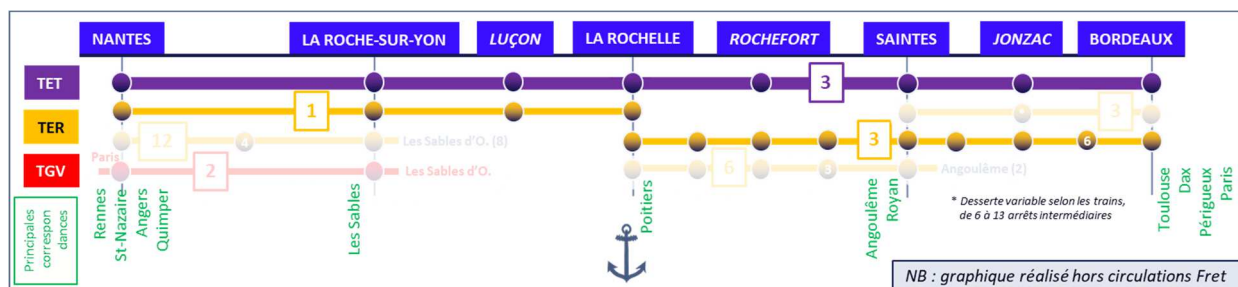 NANTES
LA ROCHE-SUR-YON
LUÇON
LA ROCHELLE
ROCHEFORT
SAINTES
JONZAC
BORDEAUX
TET
3
TER
1
3
12
4
Les Sables d'O. (8)
3
6
TGV
Paris
2
Les Sables d'O.
6
3
Angoulême (2)
Principales
correspon
dances
Rennes
St-Nazaire
Angers
Quimper
Les Sables
Poitiers
Angoulême
Royan
* Desserte variable selon les trains,
de 6 à 13 arrêts intermédiaires
Toulouse
Dax
Périgueux
Paris
NB : graphique réalisé hors circulations Fret